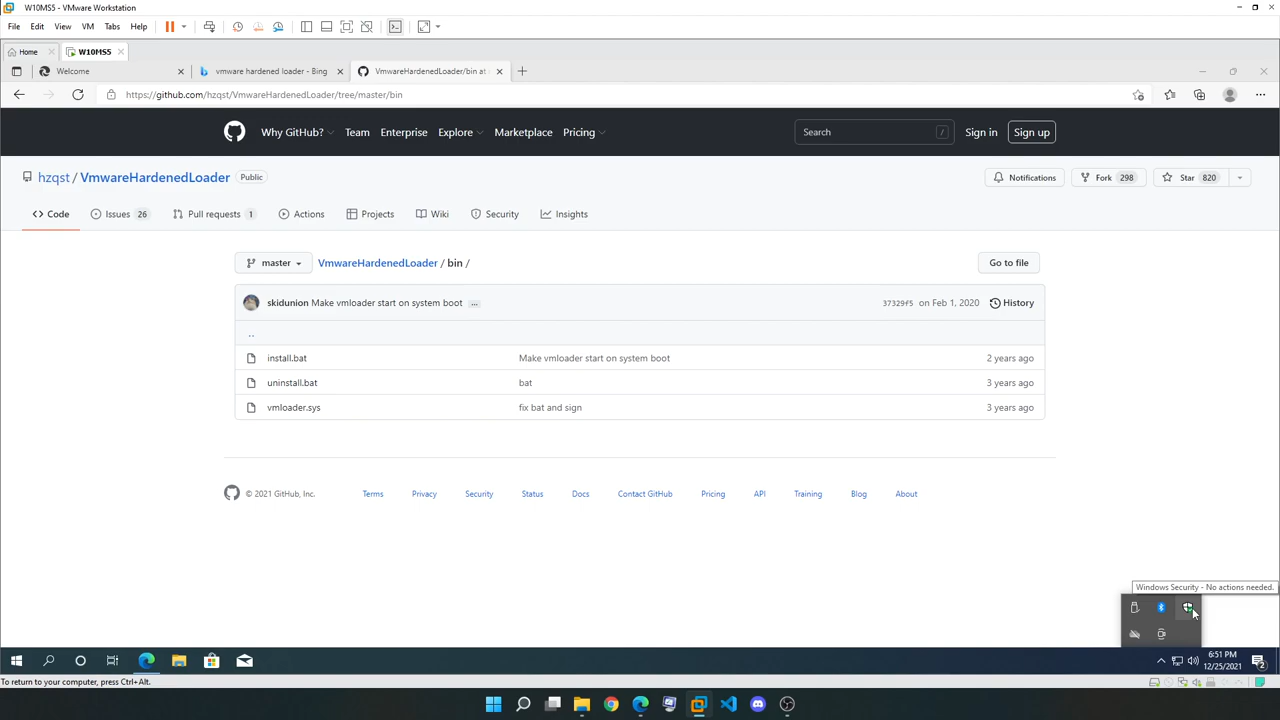 W10MS5 - VMware Workstation
File Edit View VM Tabs Help
Home W10MS5
Welcome vmware hardened loader - Bing VmwareHardenedLoader/bin at
https://github.com/hzqst/VmwareHardenedLoader/tree/master/bin
Why GitHub? Team Enterprise Explore Marketplace Pricing Search / Sign in Sign up
hzqst / VmwareHardenedLoader Public Notifications Fork 298 Star 820
Code Issues 26 Pull requests 1 Actions Projects Wiki Security Insights
master VmwareHardenedLoader / bin / Go to file
skidunion Make vmloader start on system boot ... 37329f5 on Feb 1, 2020 History
..
install.bat Make vmloader start on system boot 2 years ago
uninstall.bat bat 3 years ago
vmloader.sys fix bat and sign 3 years ago
© 2021 GitHub, Inc. Terms Privacy Security Status Docs Contact GitHub Pricing API Training Blog About
Windows Security - No actions needed.
6:51 PM
12/25/2021
2
To return to your computer, press Ctrl+Alt.